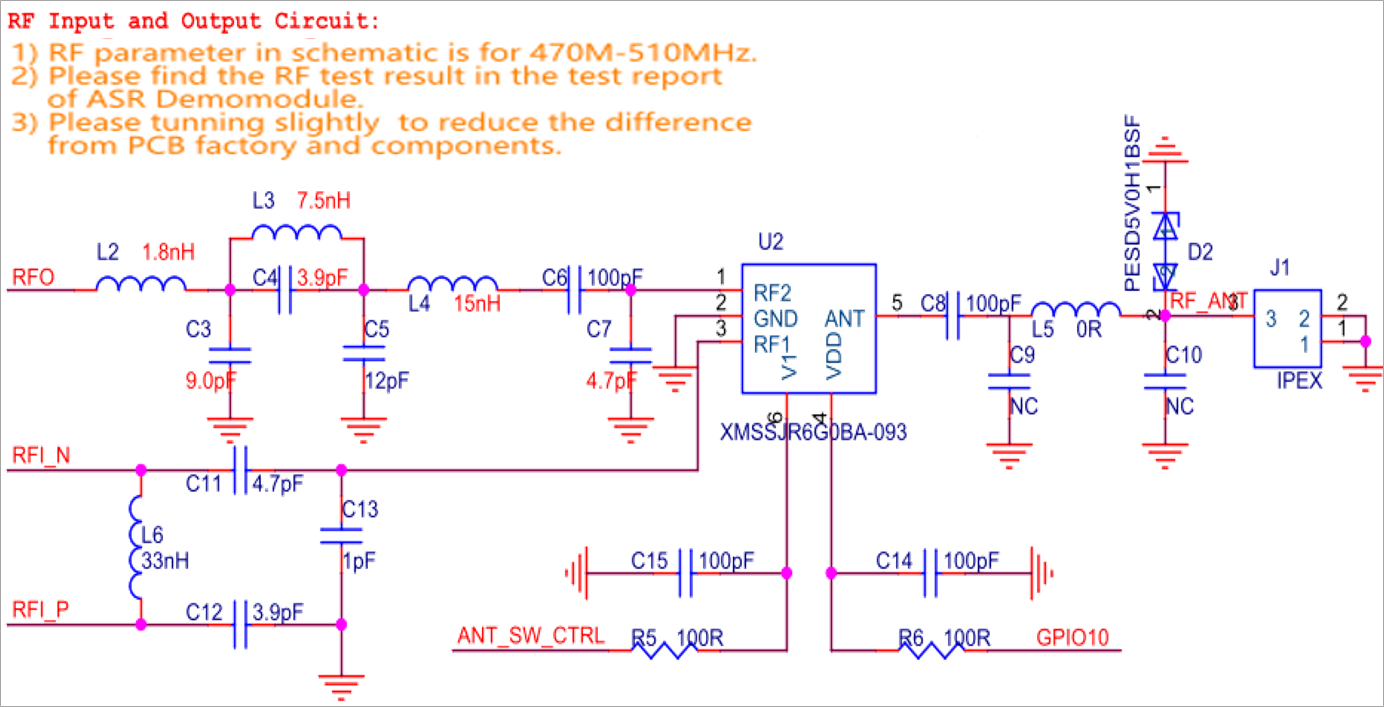 RF Input and Output Circuit:
1) RF parameter in schematic is for 470M-510MHz.
2) Please find the RF test result in the test report
of ASR Demomodule.
3) Please tunning slightly to reduce the difference
from PCB factory and components.
PESD5V0H1BSF
1
1
2
D2
2
L3 7.5nH
L2 1.8nH
RFO
C4 3.9pF
L4 15nH
C6 100pF
C3
9.0pF
C5
12pF
C7
4.7pF
U2
1
2
3
RF2
GND
RF1
ANT
V1
VDD
5
6
4
XMSSJR6G0BA-093
C8 100pF
L5 0R
C9
NC
RF_ANT
3
C10
NC
J1
3
2
1
2
1
IPEX
RFI_N
C11 4.7pF
L6
33nH
C13
1pF
RFI_P
C12 3.9pF
C15 100pF
C14 100pF
ANT_SW_CTRL
R5 100R
R6 100R
GPIO10